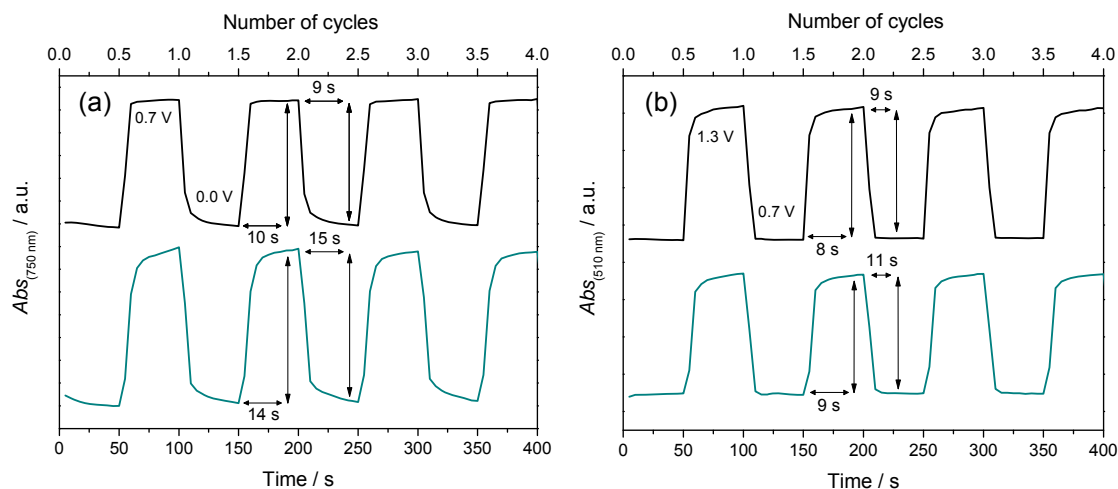 Number of cycles
0.0 0.5 1.0 1.5 2.0 2.5 3.0 3.5 4.0
(a)
9 s
0.7 V
0.0 V
10 s
15 s
14 s
Abs(750 nm) / a.u.
0 50 100 150 200 250 300 350 400
Time / s
Number of cycles
0.0 0.5 1.0 1.5 2.0 2.5 3.0 3.6 4.0
(b)
9 s
1.3 V
0.7 V
8 s
11 s
9 s
Abs(510 nm) / a.u.
0 50 100 150 200 250 300 350 400
Time / s